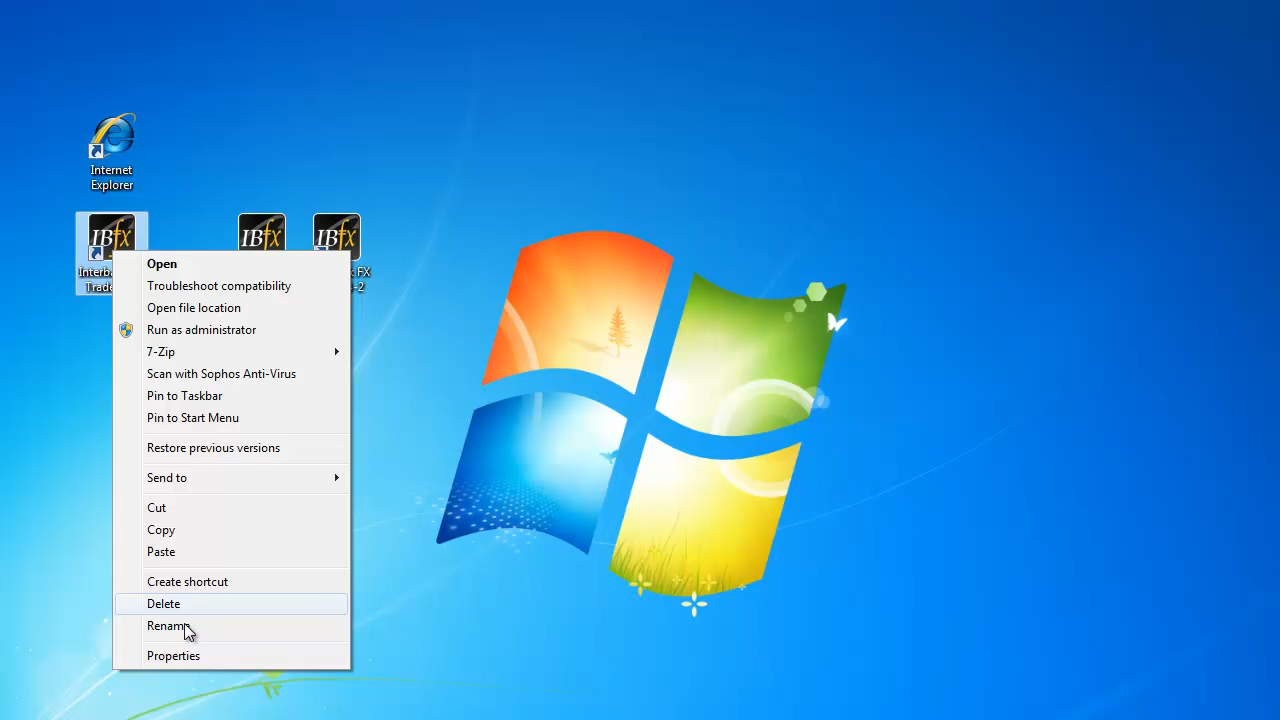 Internet
Explorer
IBfx
IBfx
IBfx
FX
-2
Open
Troubleshoot compatibility
Open file location
Run as administrator
7-Zip
Scan with Sophos Anti-Virus
Pin to Taskbar
Pin to Start Menu
Restore previous versions
Send to
Cut
Copy
Paste
Create shortcut
Delete
Rename
Properties